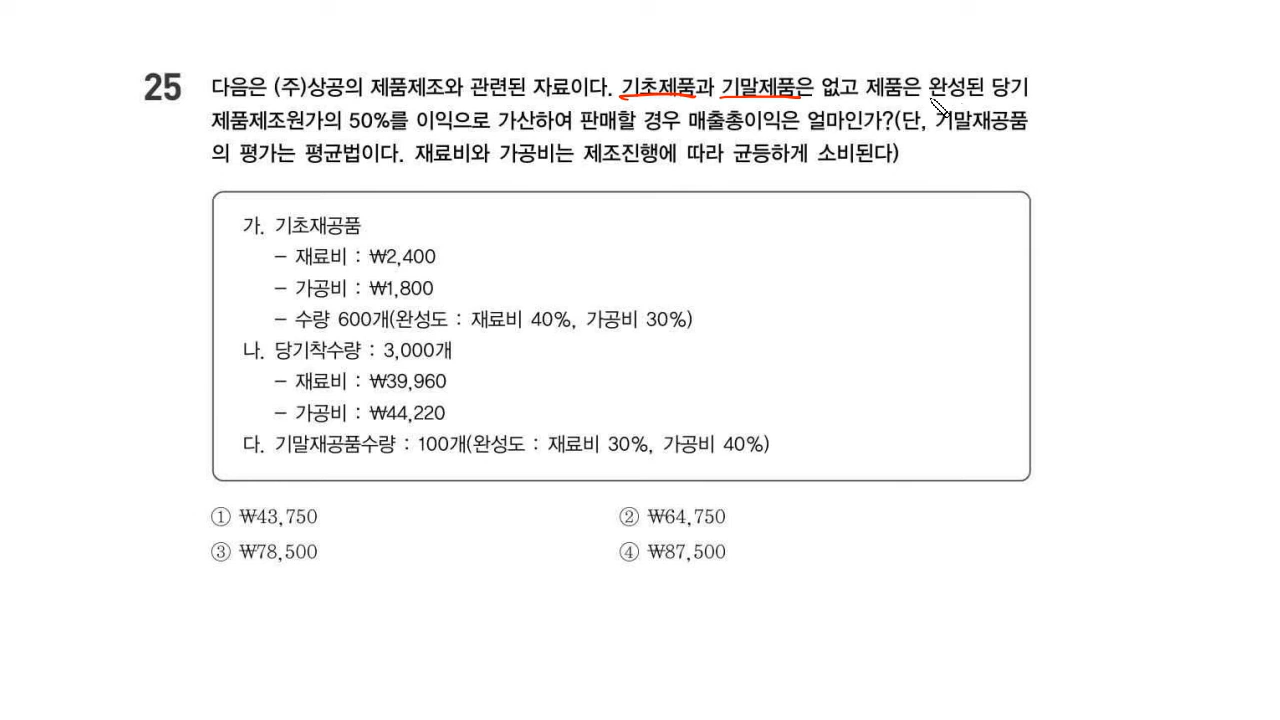 25 다음은 (주)상공의 제품제조와 관련된 자료이다. 기초제품과 기말제품은 없고 제품은 완성된 당기
제품제조원가의 50%를 이익으로 가산하여 판매할 경우 매출총이익은 얼마인가?(단, 기말재공품
의 평가는 평균법이다. 재료비와 가공비는 제조진행에 따라 균등하게 소비된다)
가. 기초재공품
- 재료비 : ₩2,400
- 가공비 : ₩1,800
- 수량 600개(완성도 : 재료비 40%, 가공비 30%)
나. 당기착수량 : 3,000개
- 재료비 : ₩39,960
- 가공비 : ₩44,220
다. 기말재공품수량 : 100개(완성도 : 재료비 30%, 가공비 40%)
① ₩43,750 ② ₩64,750
③ ₩78,500 ④ ₩87,500